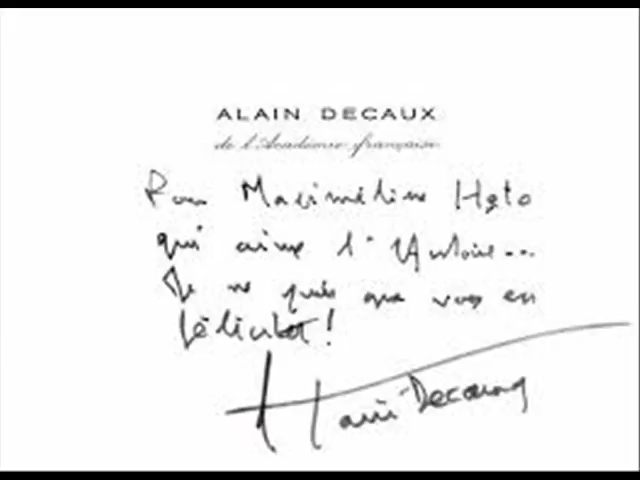 ALAIN DECAUX
de l'Académie française
Pour Maximilien Hoto
qui aime l'Histoire...
Je ne puis que vous en
féliciter !
Alain Decaux